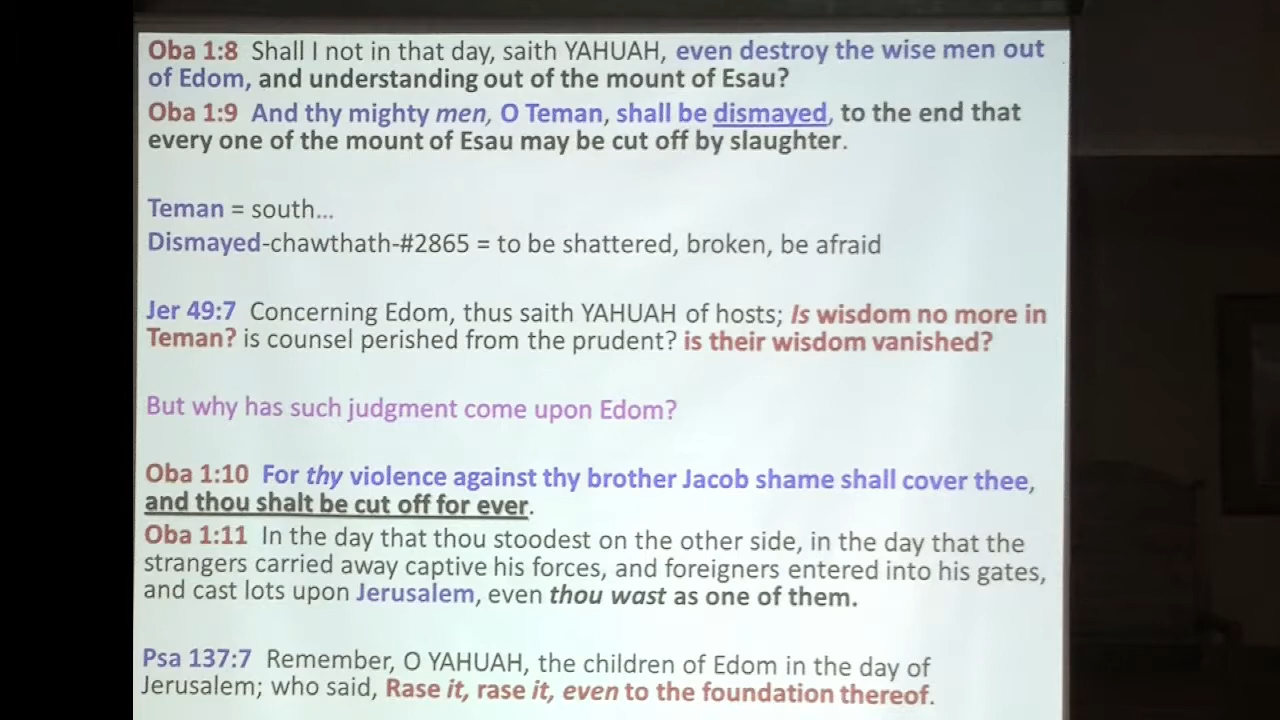 Oba 1:8 Shall I not in that day, saith YAHUAH, even destroy the wise men out
of Edom, and understanding out of the mount of Esau?
Oba 1:9 And thy mighty men, O Teman, shall be dismayed, to the end that
every one of the mount of Esau may be cut off by slaughter.
Teman = south...
Dismayed-chawthath-#2865 = to be shattered, broken, be afraid
Jer 49:7 Concerning Edom, thus saith YAHUAH of hosts; Is wisdom no more in
Teman? is counsel perished from the prudent? is their wisdom vanished?
But why has such judgment come upon Edom?
Oba 1:10 For thy violence against thy brother Jacob shame shall cover thee,
and thou shalt be cut off for ever.
Oba 1:11 In the day that thou stoodest on the other side, in the day that the
strangers carried away captive his forces, and foreigners entered into his gates,
and cast lots upon Jerusalem, even thou wast as one of them.
Psa 137:7 Remember, O YAHUAH, the children of Edom in the day of
Jerusalem; who said, Rase it, rase it, even to the foundation thereof.